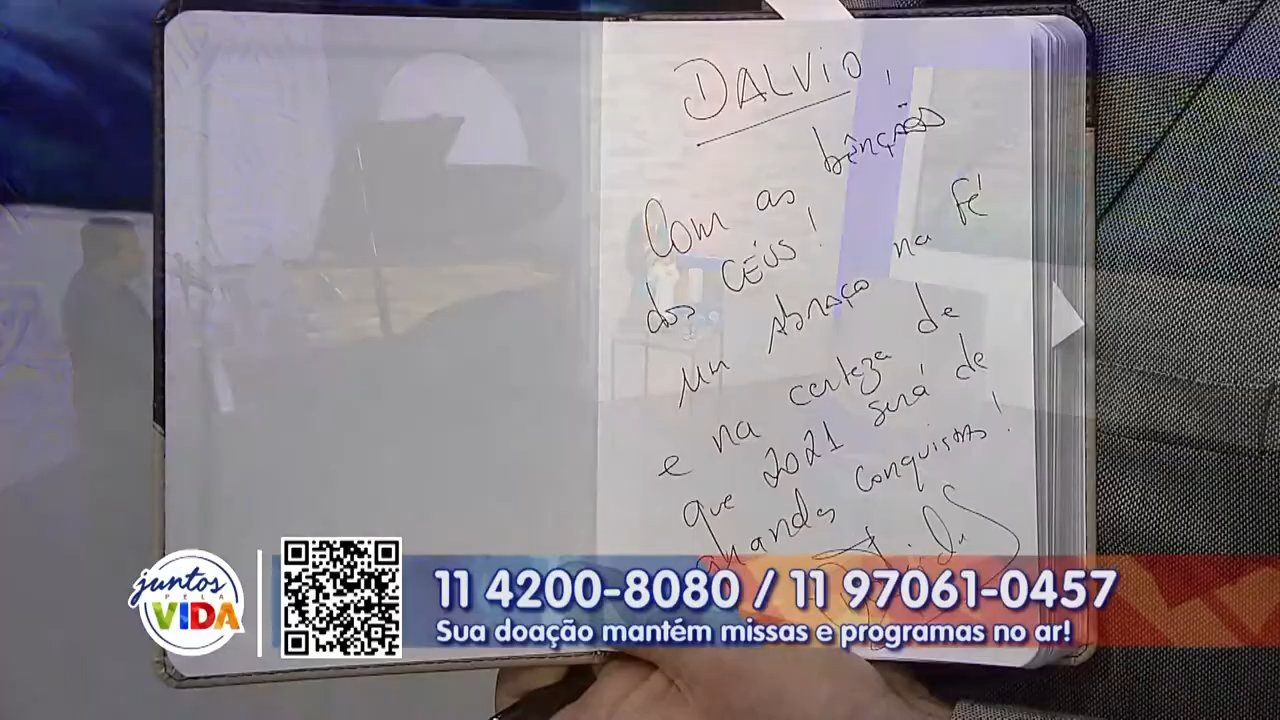 DALVIO!
Com as bênçãos
dos CÉUS!
um abraço na Fé
e na certeza de
que 2021 será de
grandes conquistas!
juntos
PELA
VIDA
11 4200-8080 / 11 97061-0457
Sua doação mantém missas e programas no ar!